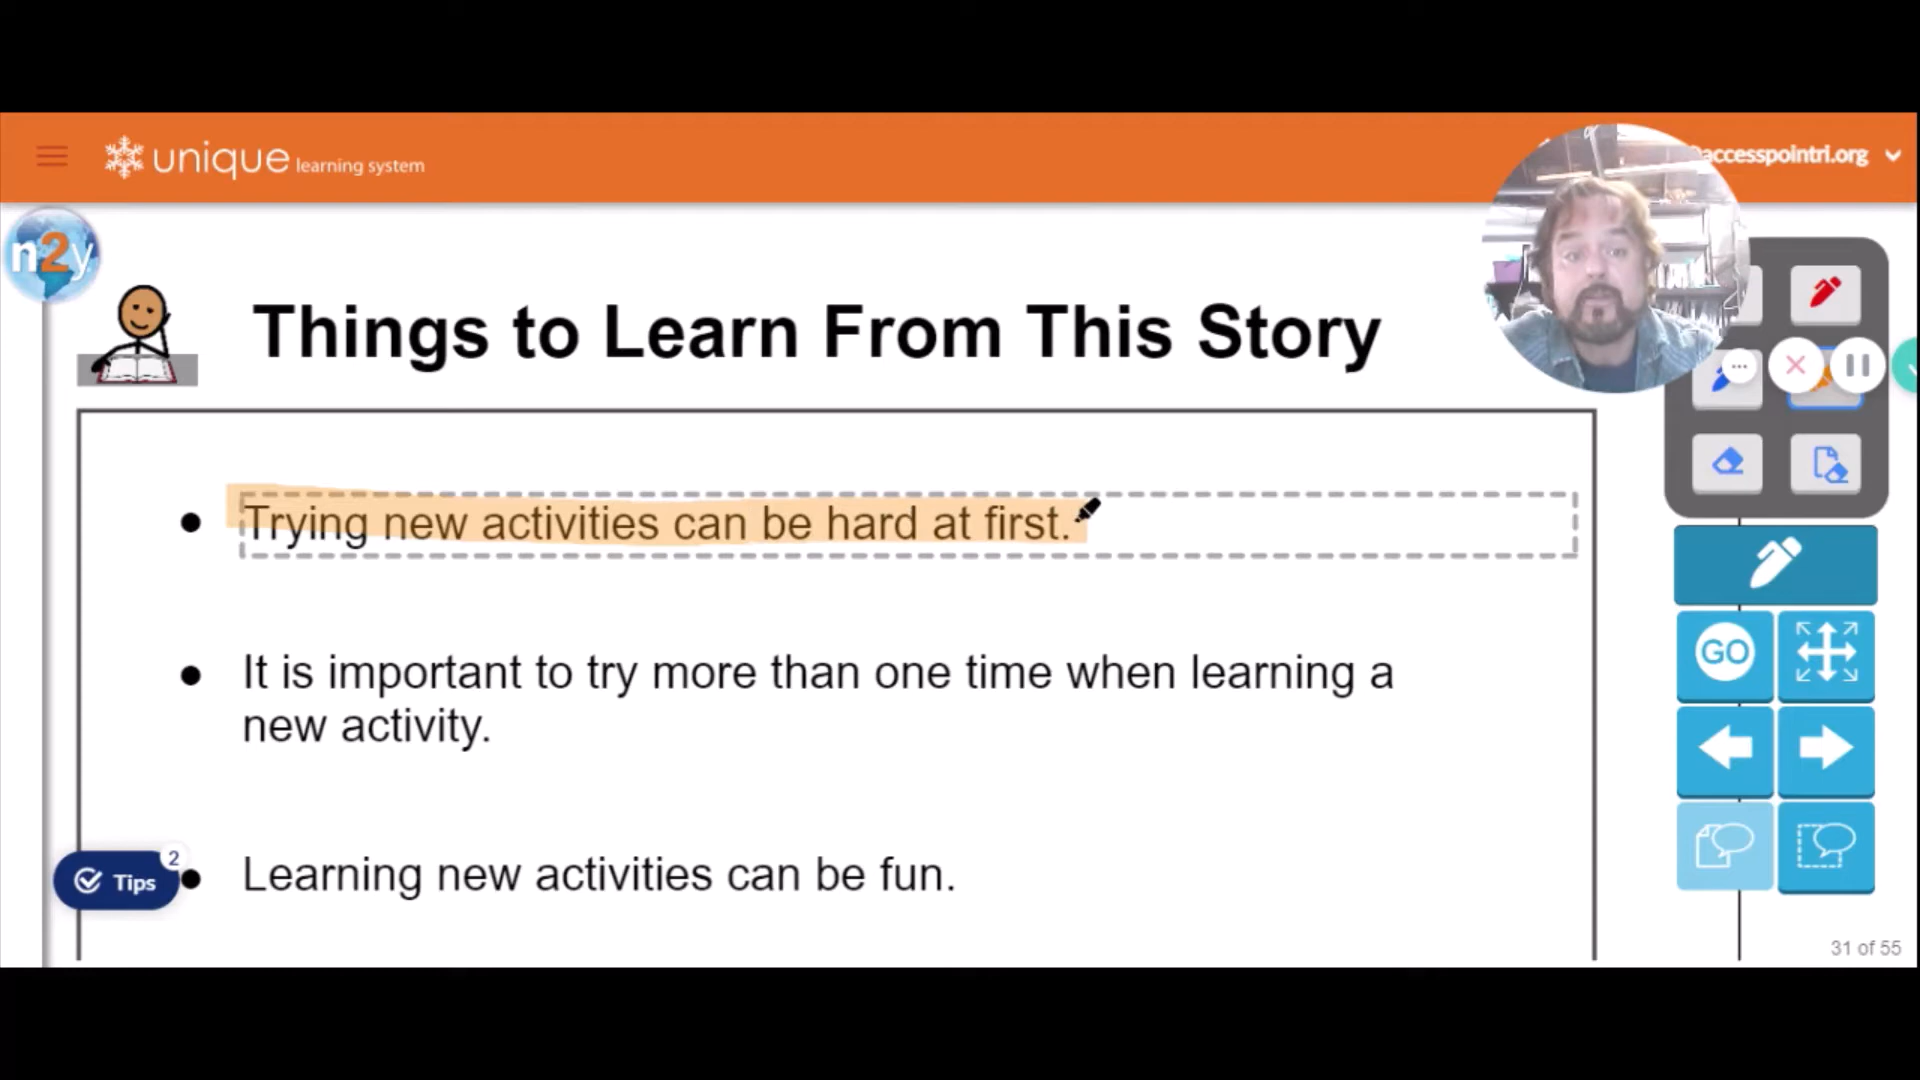 unique learning system
accesspointri.org
n2y
Things to Learn From This Story
Trying new activities can be hard at first.
It is important to try more than one time when learning a
new activity.
GO
2
Tips
Learning new activities can be fun.
31 of 55